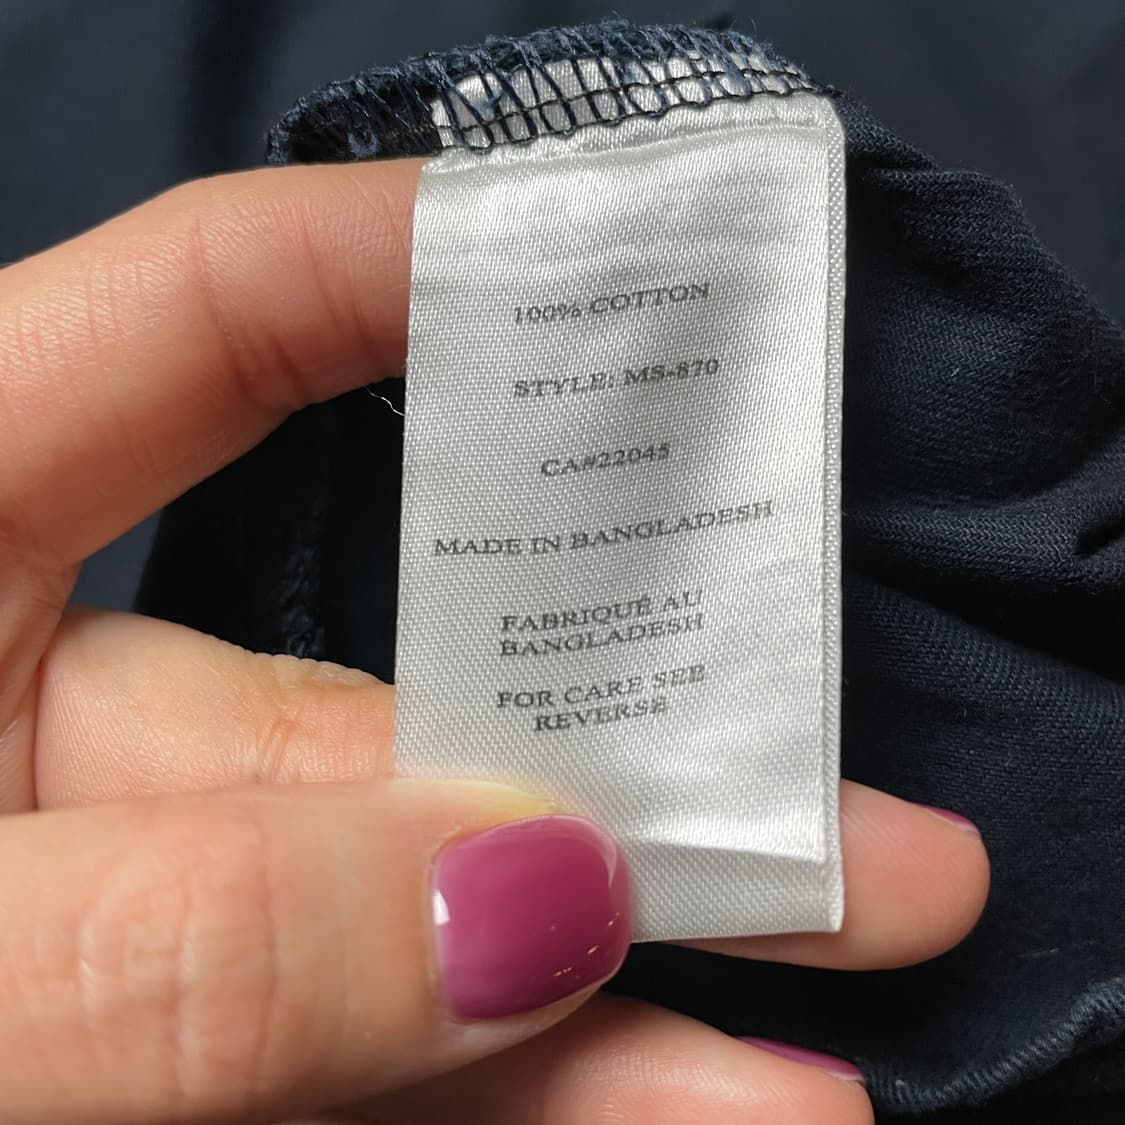 100% COTTON
STYLE: MS-870
CA#22045
MADE IN BANGLADESH
FABRIQUÉ AU
BANGLADESH
FOR CARE SEE
REVERSE